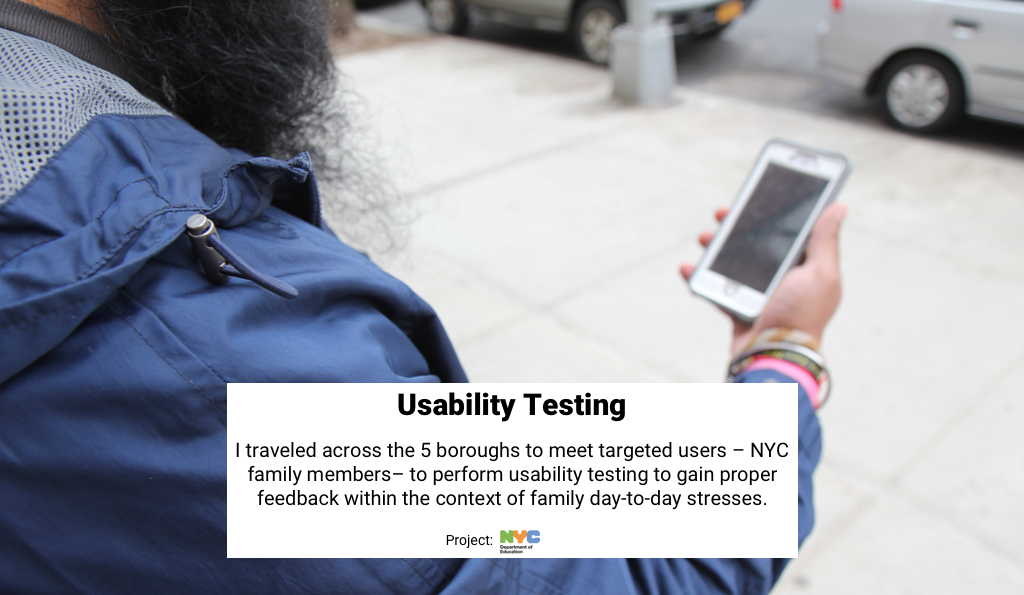 Usability Testing
I traveled across the 5 boroughs to meet targeted users – NYC
family members– to perform usability testing to gain proper
feedback within the context of family day-to-day stresses.
Project: NYC
Department of
Education